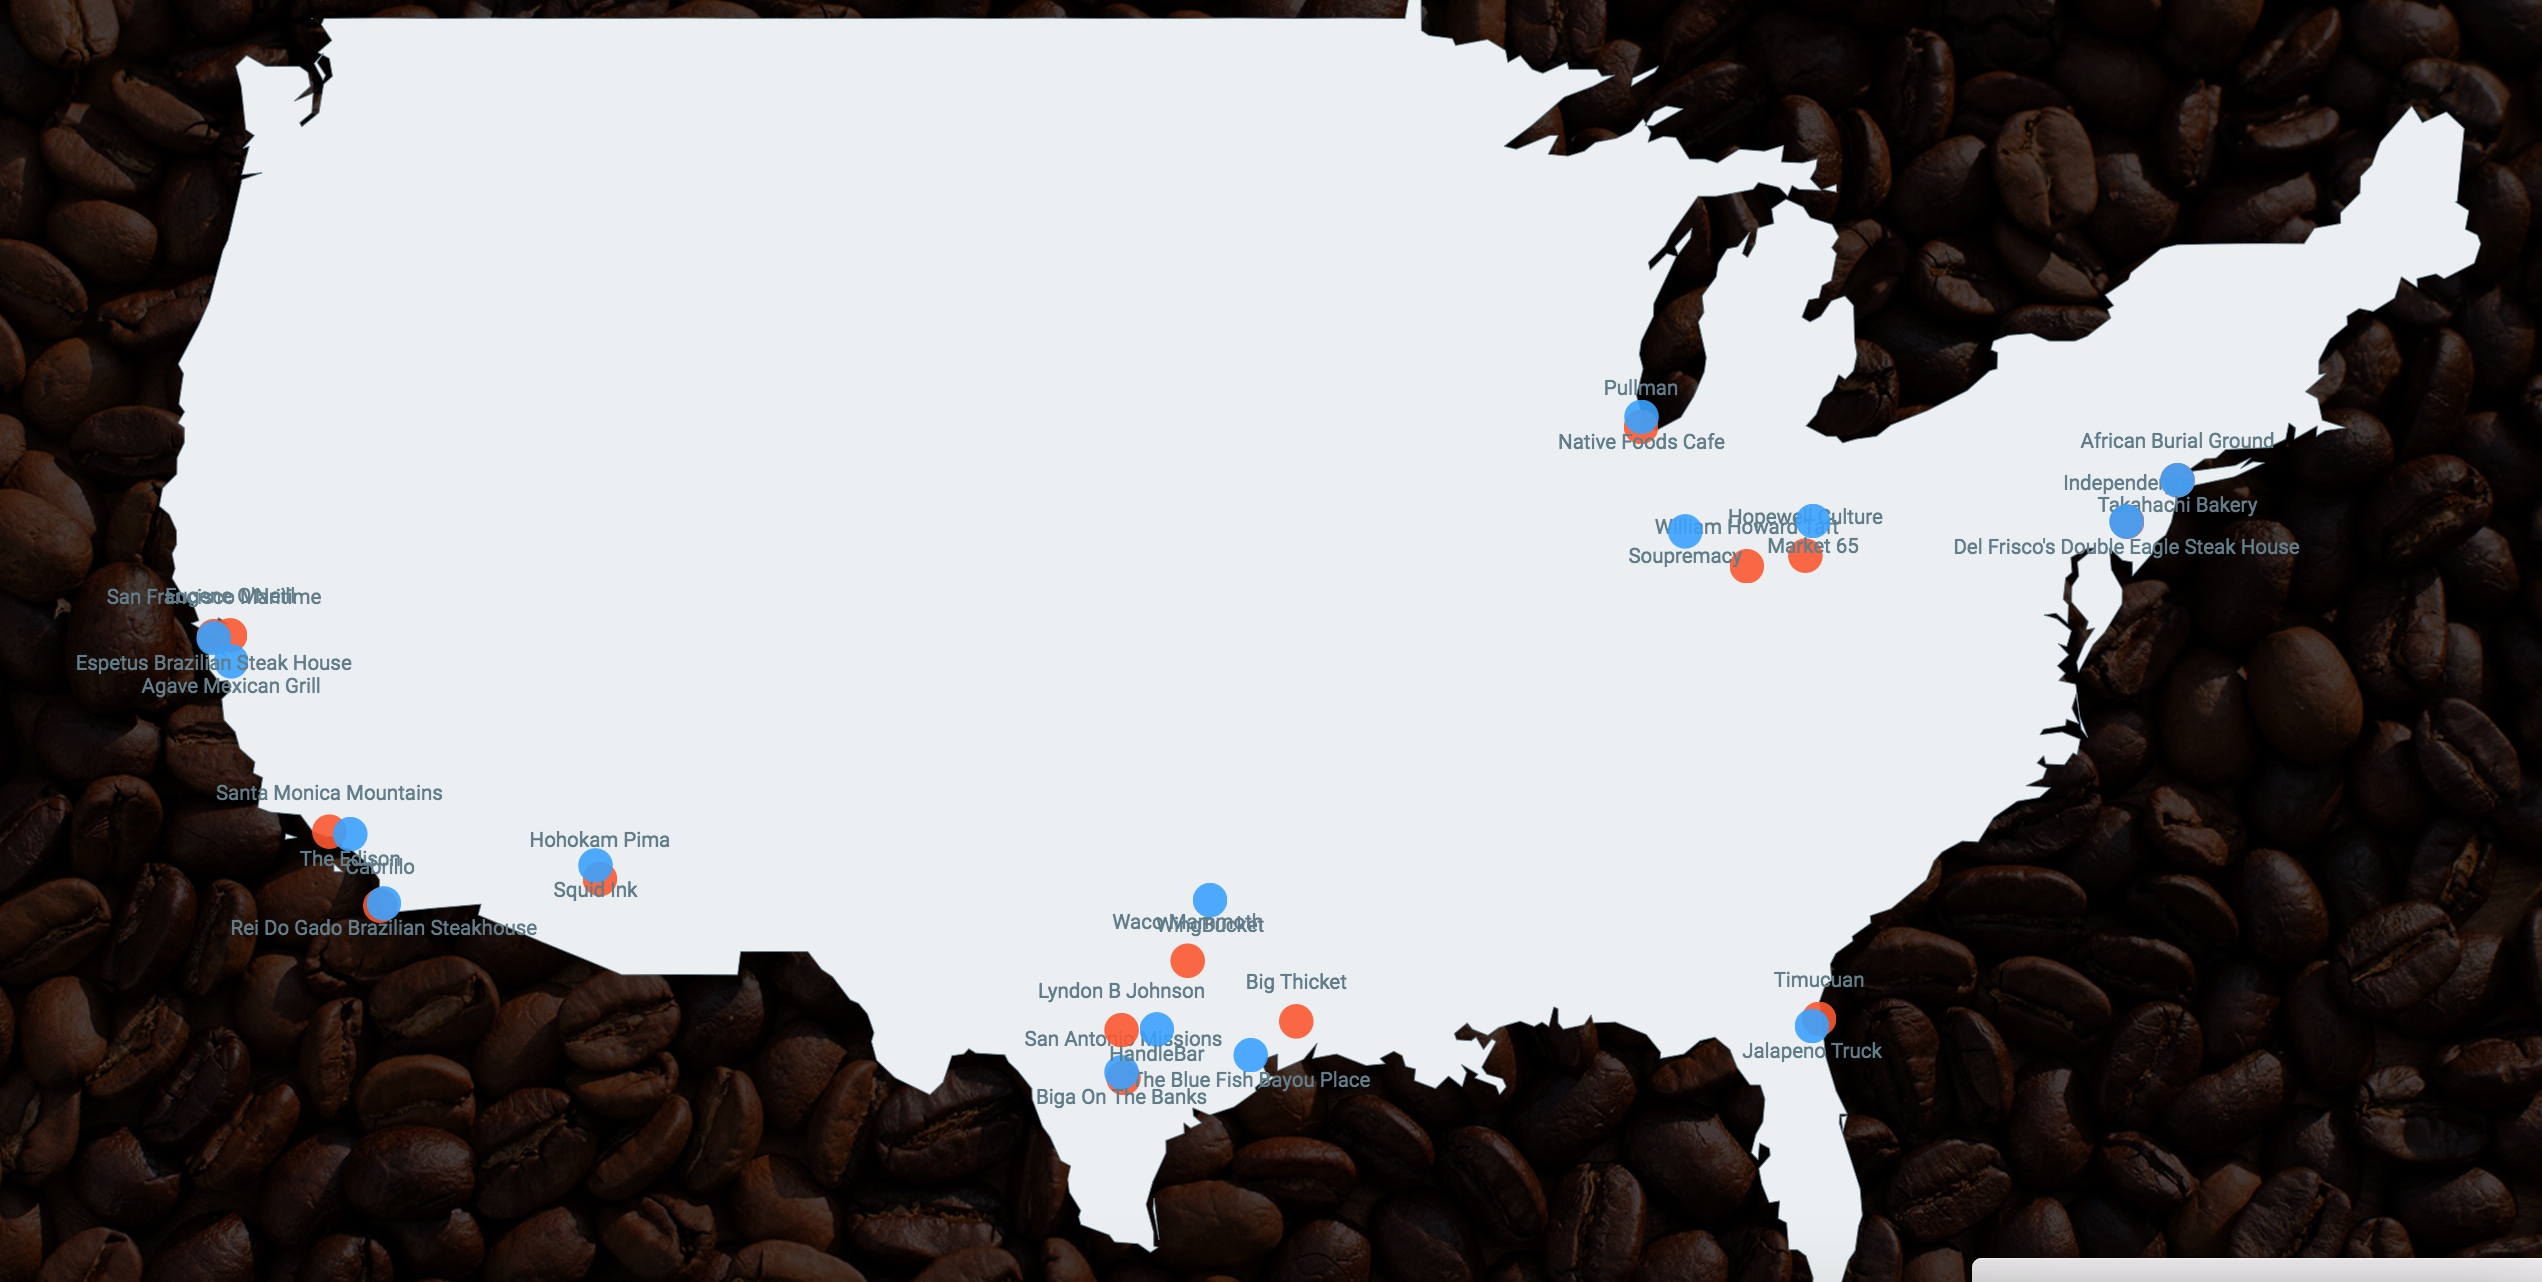 Pullman
Native Foods Cafe
African Burial Ground
Takahachi Bakery
Del Frisco's Double Eagle Steak House
Hopewell Culture
William Howard Taft
Market 65
Soupremacy
San Francisco Maritime
Eugene O'Neill
Espetus Brazilian Steak House
Agave Mexican Grill
Santa Monica Mountains
The Edison
Cabrillo
Rei Do Gado Brazilian Steakhouse
Hohokam Pima
Squid Ink
Waco Mammoth
WingBucket
Big Thicket
Lyndon B Johnson
San Antonio Missions
HandleBar
The Blue Fish Bayou Place
Biga On The Banks
Timucuan
Jalapeno Truck